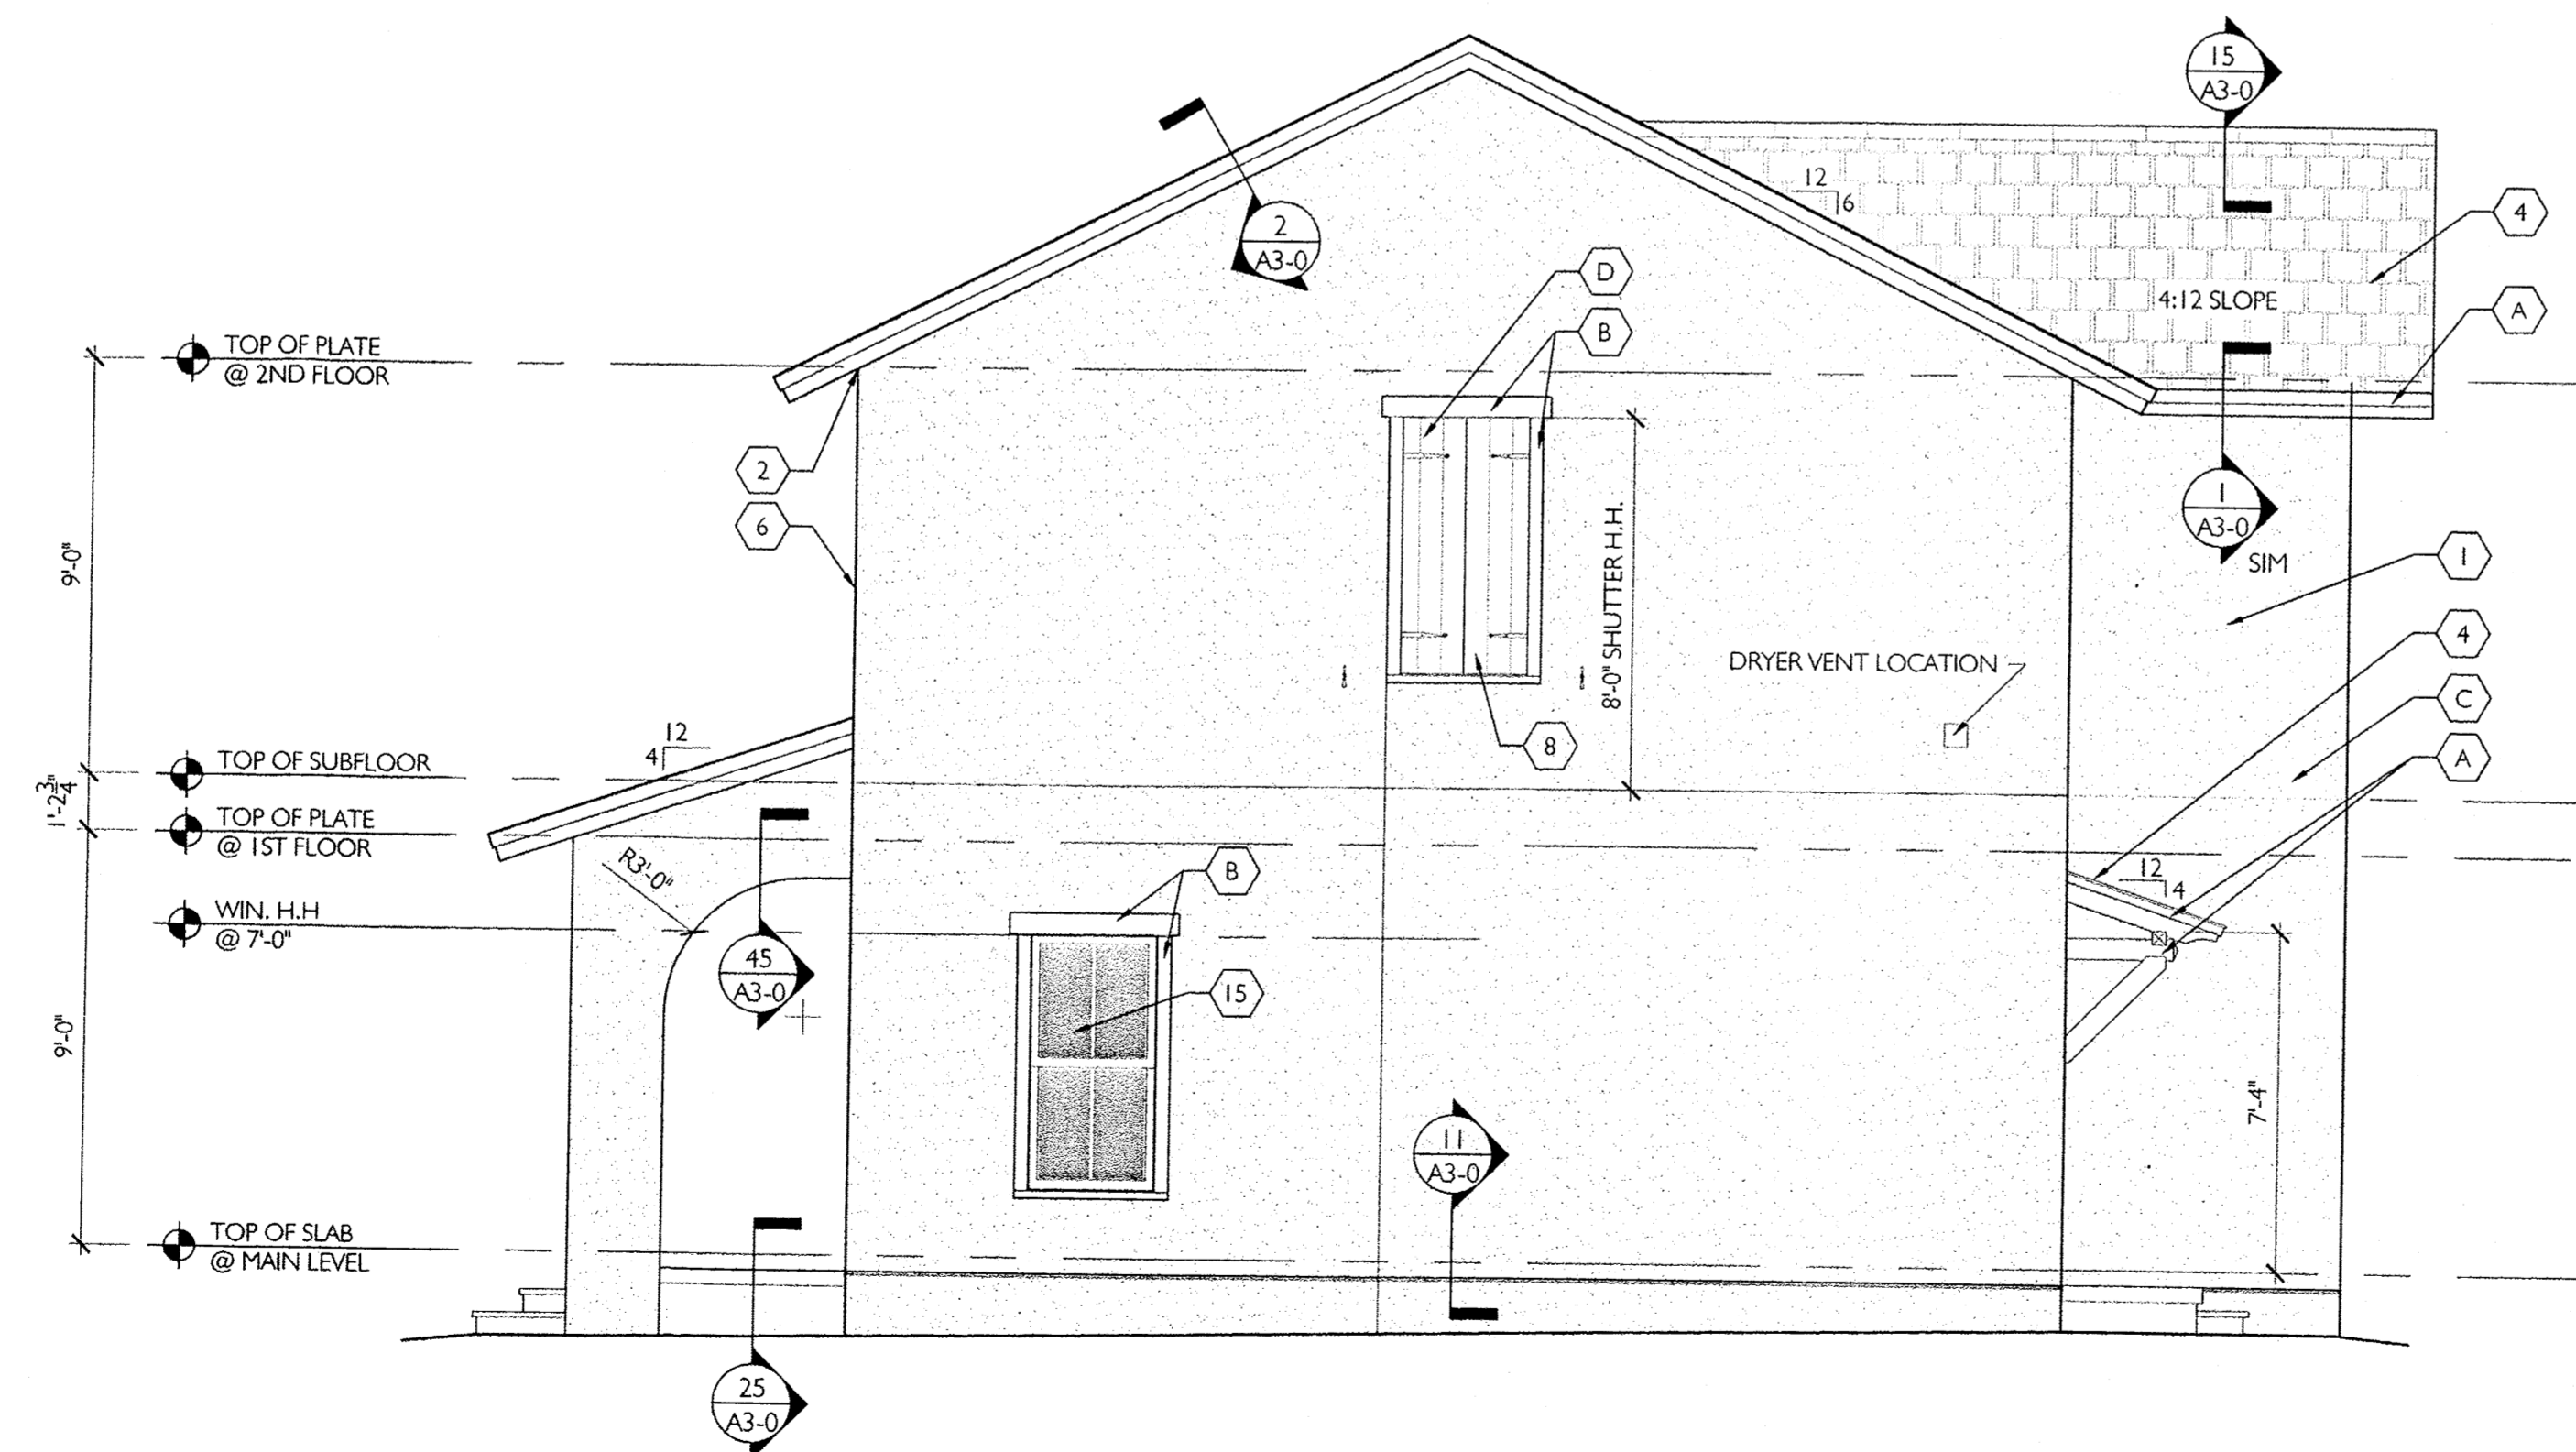 15
A3-0
12
6
4
2
A3-0
D
4:12 SLOPE
A
B
TOP OF PLATE
@ 2ND FLOOR
2
1
A3-0
SIM
6
9'-0"
8'-0" SHUTTER H.H.
1
4
DRYER VENT LOCATION
C
8
A
12
4
TOP OF SUBFLOOR
1'-2 3/4"
TOP OF PLATE
@ 1ST FLOOR
R3'-0"
B
12
4
WIN. H.H
@ 7'-0"
45
A3-0
15
9'-0"
7'-4"
11
A3-0
TOP OF SLAB
@ MAIN LEVEL
25
A3-0